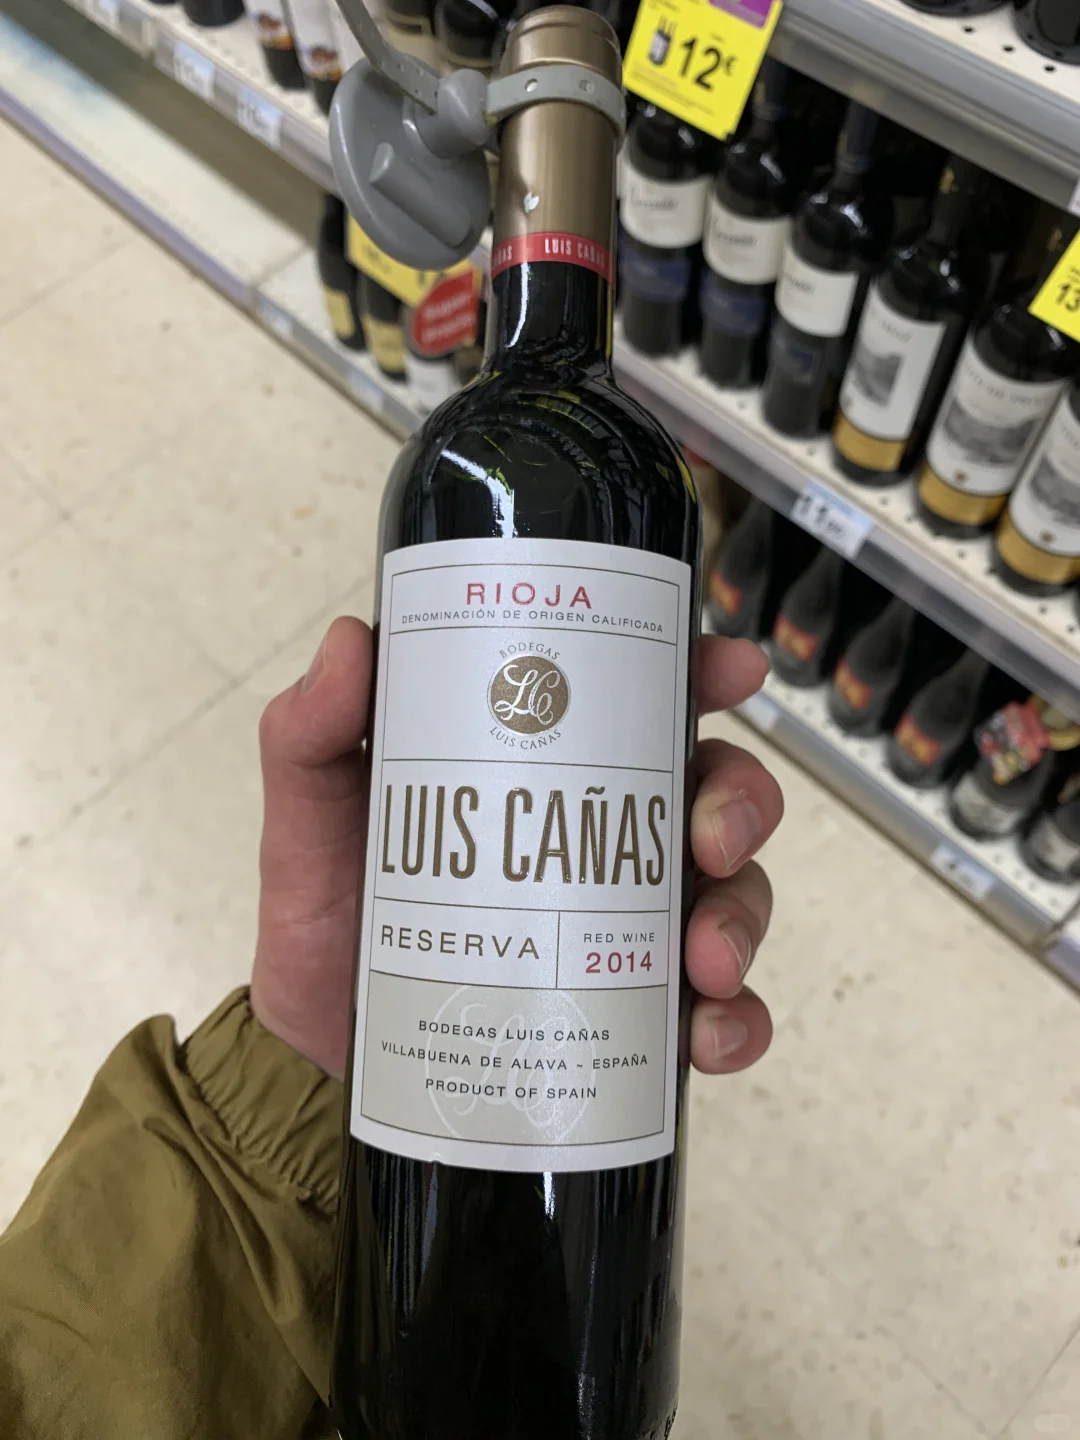 12€
LUIS CAÑAS
13
RIOJA
DENOMINACIÓN DE ORIGEN CALIFICADA
BODEGAS
LC
LUIS CAÑAS
LUIS CAÑAS
RESERVA
RED WINE
2014
BODEGAS LUIS CAÑAS
VILLABUENA DE ALAVA ~ ESPAÑA
PRODUCT OF SPAIN